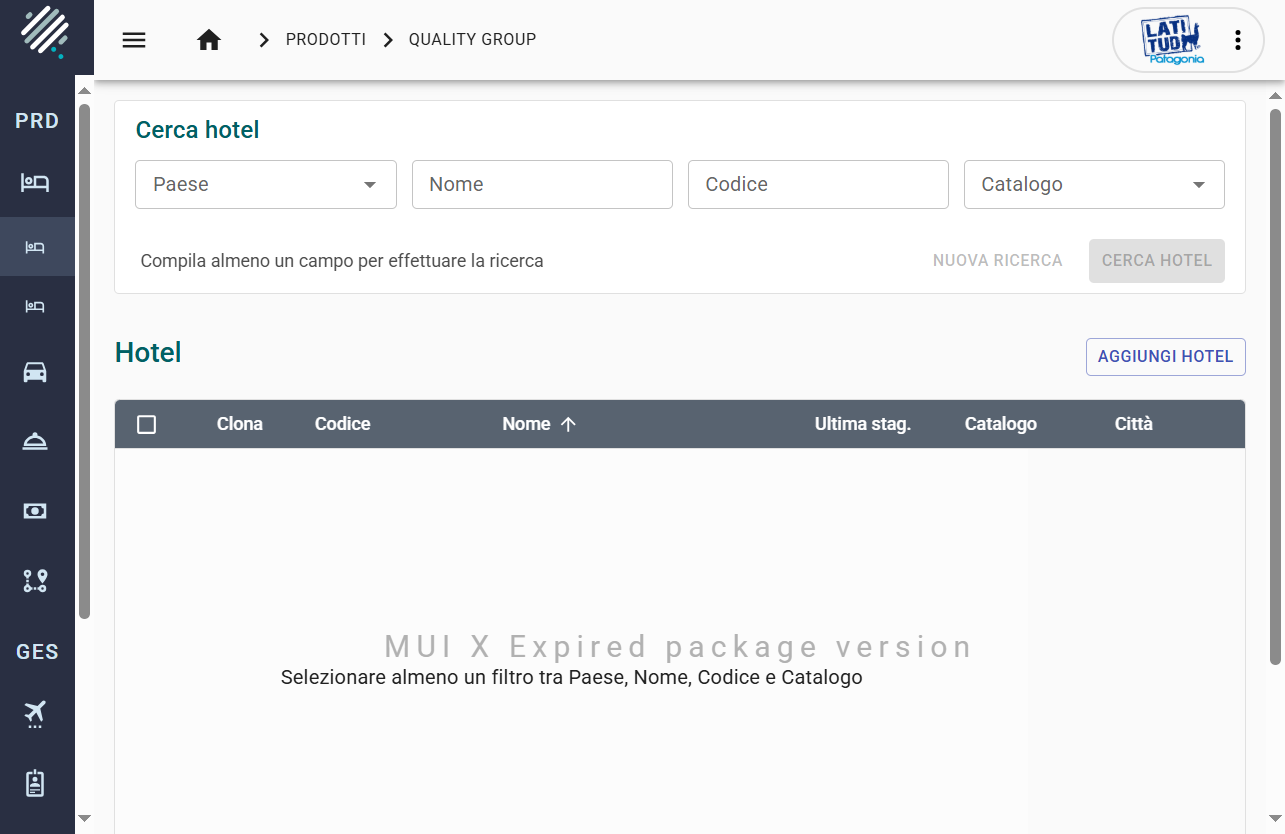 PRODOTTI
QUALITY GROUP
LATI
TUD
Patagonia
PRD
GES
Cerca hotel
Paese
Nome
Codice
Catalogo
Compila almeno un campo per effettuare la ricerca
NUOVA RICERCA
CERCA HOTEL
Hotel
AGGIUNGI HOTEL
Clona
Codice
Nome
Ultima stag.
Catalogo
Città
MUI X Expired package version
Selezionare almeno un filtro tra Paese, Nome, Codice e Catalogo